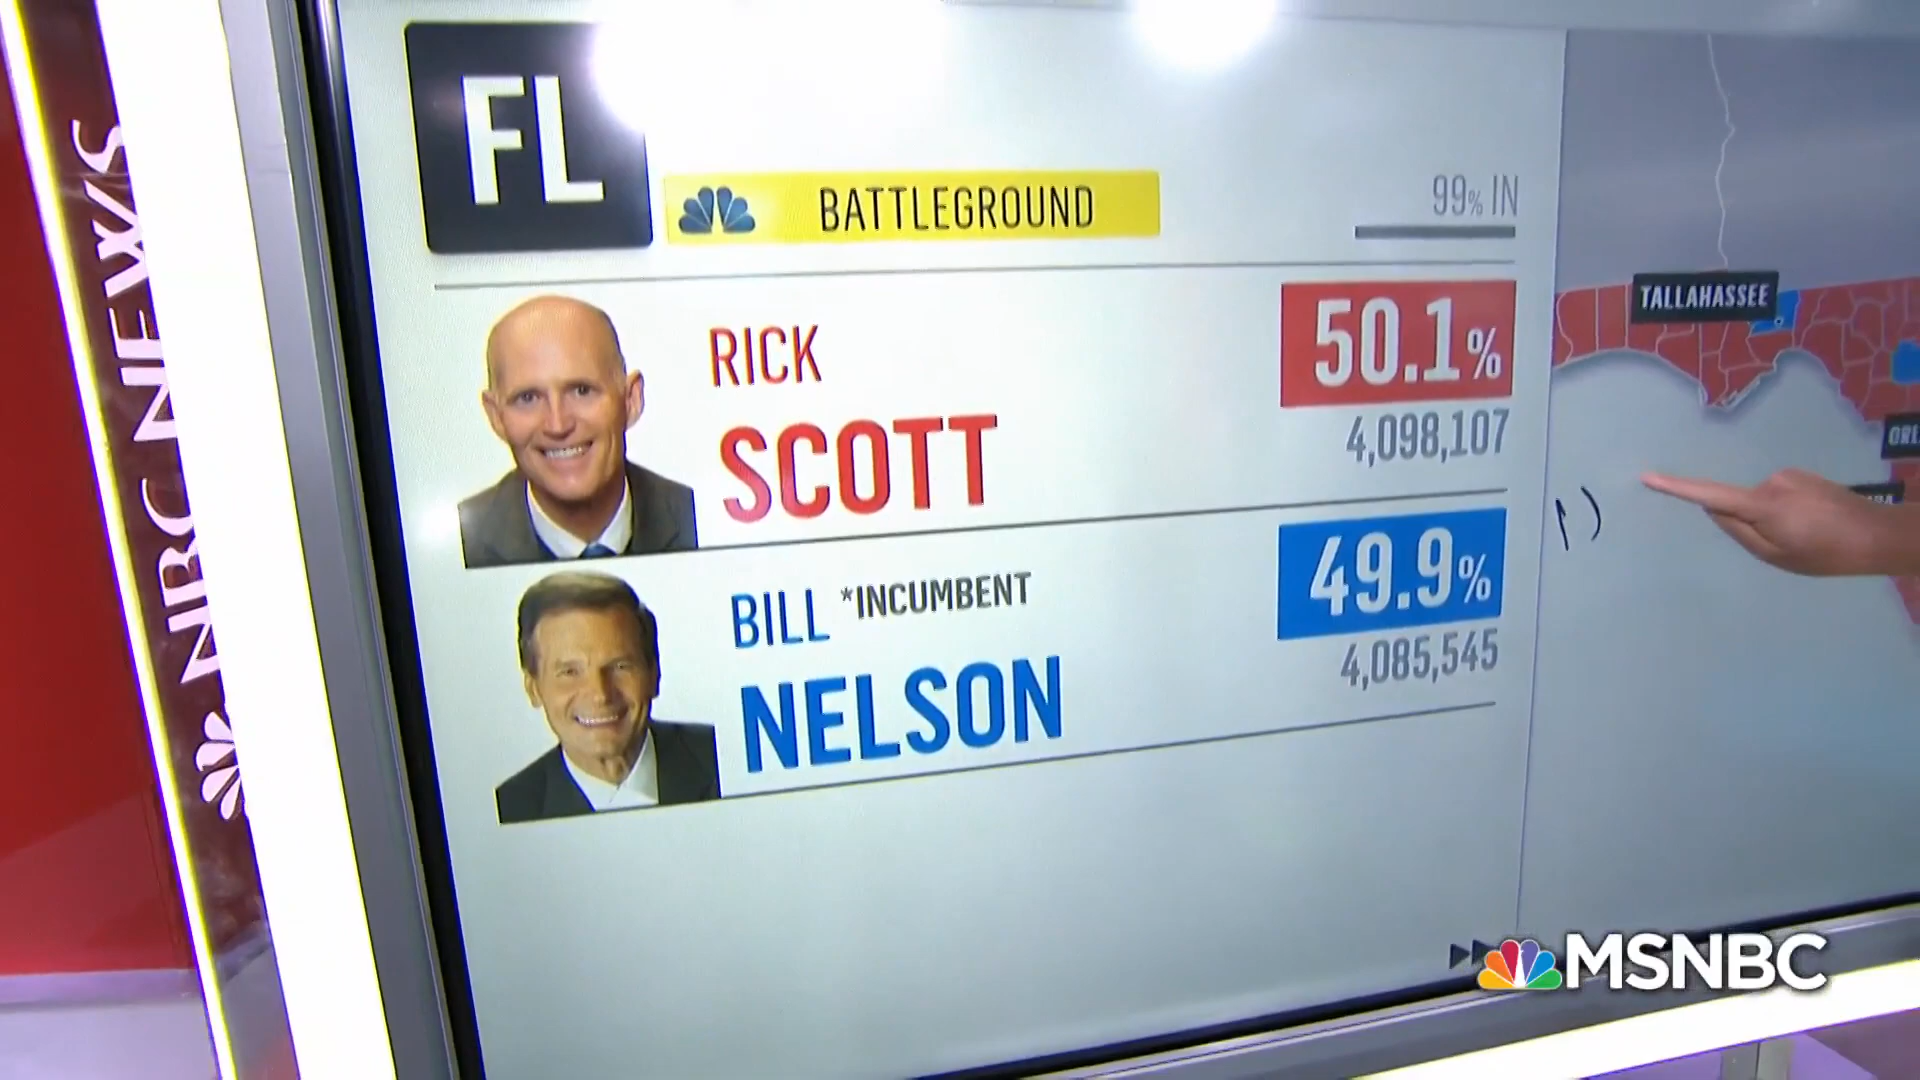 NBC NEWS
FL
BATTLEGROUND
99% IN
RICK
SCOTT
50.1%
4,098,107
BILL *INCUMBENT
NELSON
49.9%
4,085,545
TALLAHASSEE
MSNBC